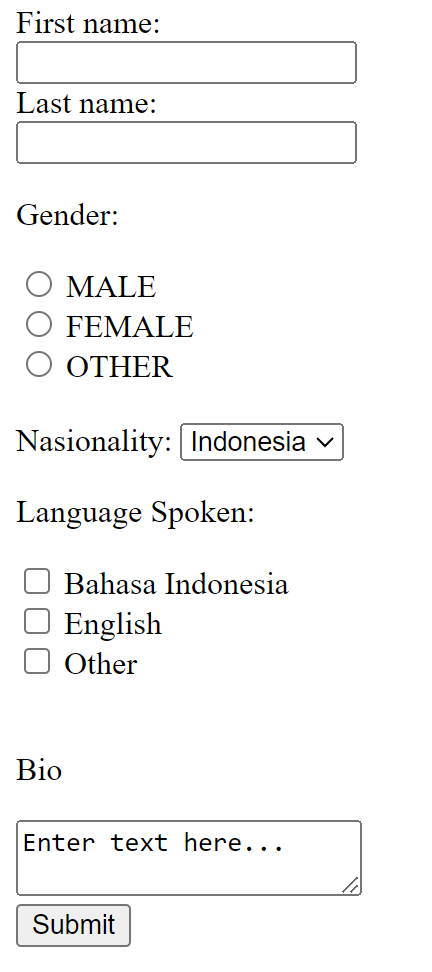 First name:
Last name:
Gender:
MALE
FEMALE
OTHER
Nasionality: Indonesia
Language Spoken:
Bahasa Indonesia
English
Other
Bio
Enter text here...
Submit